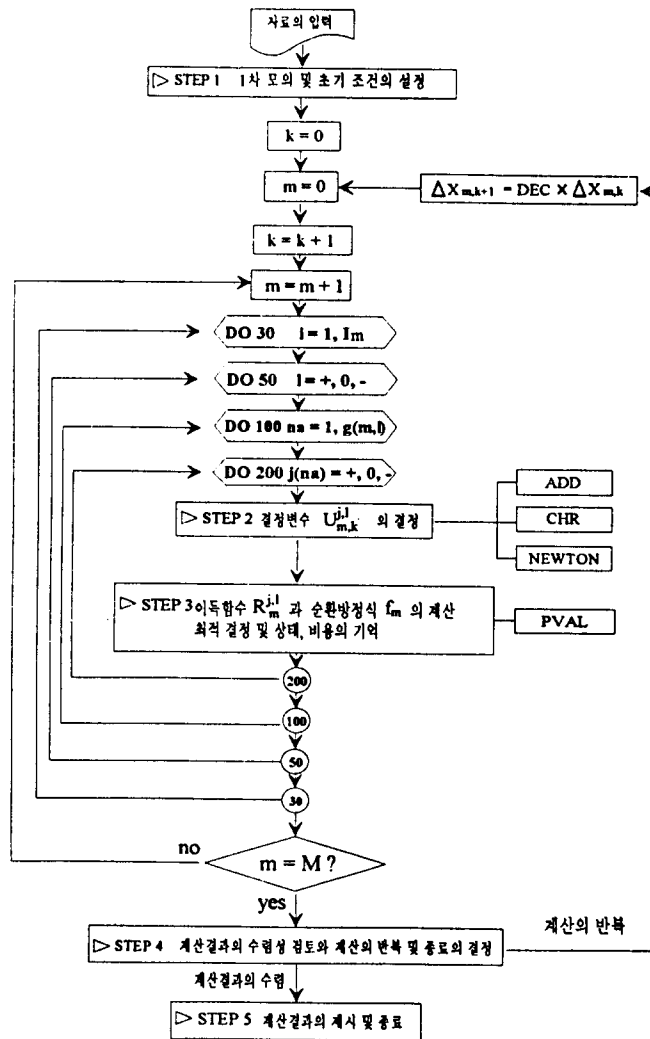 자료의 입력
▷ STEP 1 1차 모의 및 초기 조건의 설정
k = 0
m = 0
ΔX m,k+1 = DEC × ΔX m,k
k = k + 1
m = m + 1
DO 30 i = 1, Im
DO 50 l = +, 0, -
DO 100 na = 1, g(m,l)
DO 200 j(na) = +, 0, -
▷ STEP 2 결정변수 U^{j,l}_{m,k} 의 결정
ADD
CHR
NEWTON
▷ STEP 3 이득함수 R^{j,l}_m 과 순환방정식 f_m 의 계산
최적 결정 및 상태, 비용의 기억
PVAL
200
100
50
30
no
m = M ?
yes
계산의 반복
▷ STEP 4 계산결과의 수렴성 검토와 계산의 반복 및 종료의 결정
계산결과의 수렴
▷ STEP 5 계산결과의 제시 및 종료